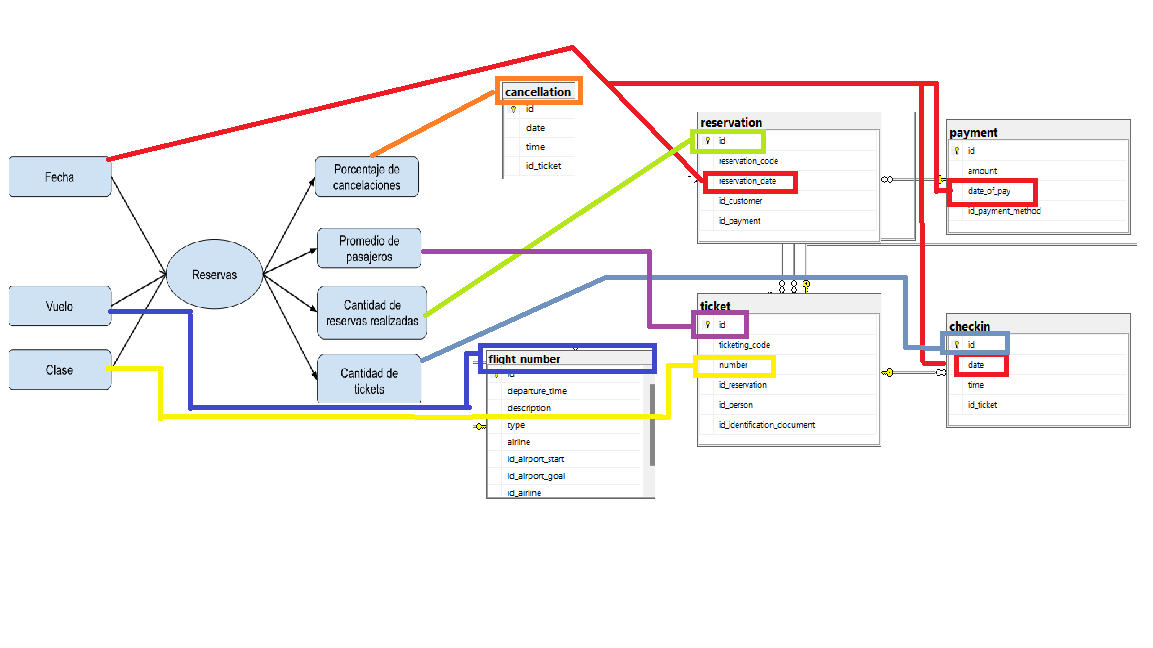 Fecha
Vuelo
Clase
Reservas
Porcentaje de
cancelaciones
Promedio de
pasajeros
Cantidad de
reservas realizadas
Cantidad de
tickets
cancellation
id
date
time
id_ticket
flight_number
id
departure_time
description
type
airline
id_airport_start
id_airport_goal
id_airline
reservation
id
reservation_code
reservation_date
id_customer
id_payment
ticket
id
ticketing_code
number
id_reservation
id_person
id_identification_document
payment
id
amount
date_of_pay
id_payment_method
checkin
id
date
time
id_ticket